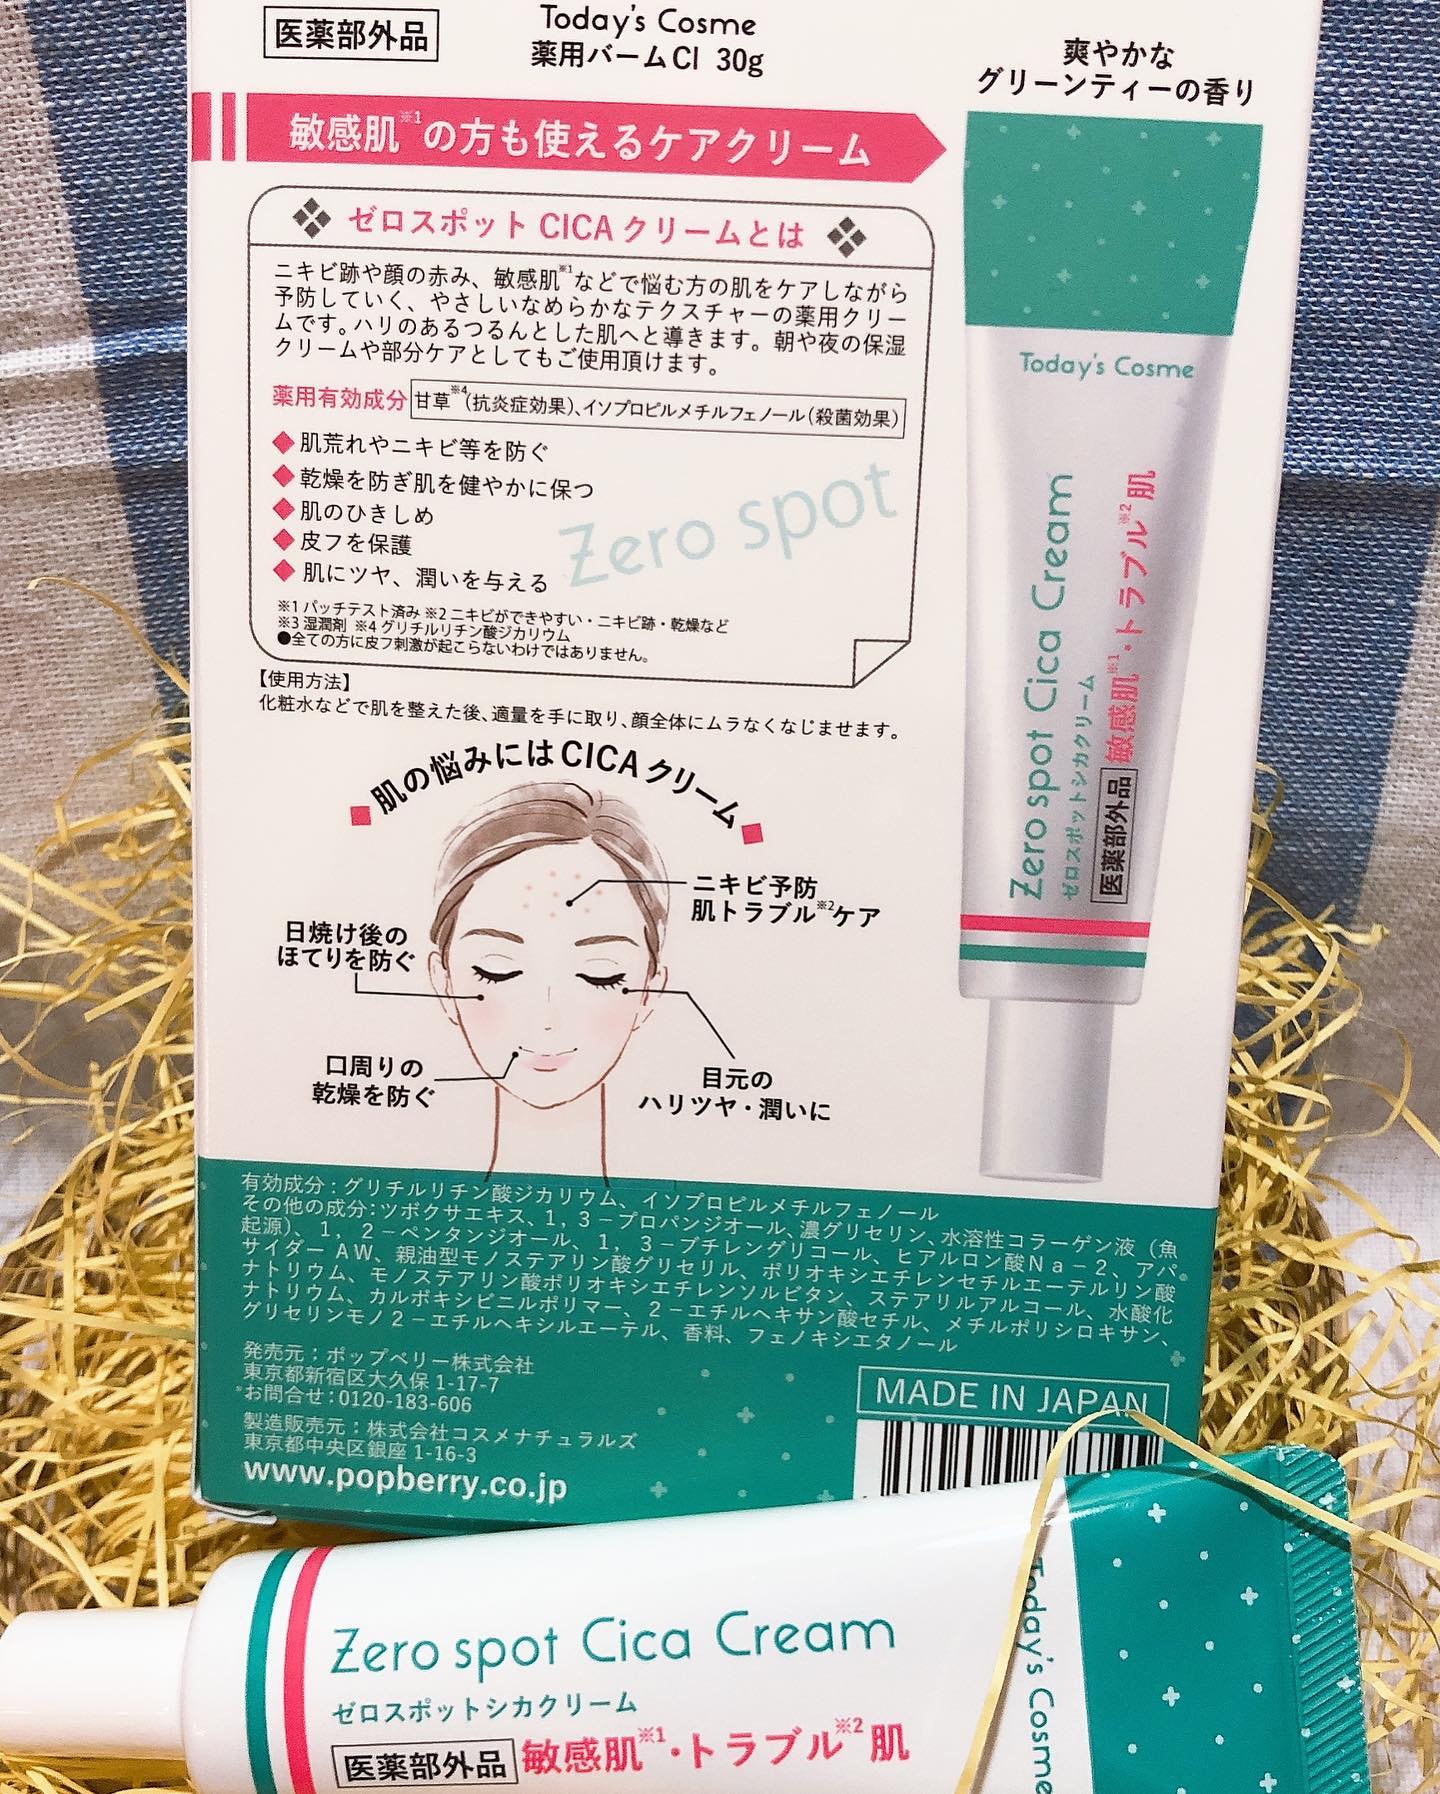 医薬部外品
Today's Cosme
薬用バームCI 30g
爽やかな
グリーンティーの香り
敏感肌※1の方も使えるケアクリーム
ゼロスポット CICA クリームとは
ニキビ跡や顔の赤み、敏感肌※1などで悩む方の肌をケアしながら
予防していく、やさしいなめらかなテクスチャーの薬用クリー
ムです。ハリのあるつるんとした肌へと導きます。朝や夜の保湿
クリームや部分ケアとしてもご使用頂けます。
薬用有効成分 甘草※4(抗炎症効果)、イソプロピルメチルフェノール(殺菌効果)
肌荒れやニキビ等を防ぐ
乾燥を防ぎ肌を健やかに保つ
肌のひきしめ
皮フを保護
肌にツヤ、潤いを与える
Zero spot
※1 パッチテスト済み ※2 ニキビができやすい・ニキビ跡・乾燥など
※3 湿潤剤 ※4 グリチルリチン酸ジカリウム
●全ての方に皮フ刺激が起こらないわけではありません。
【使用方法】
化粧水などで肌を整えた後、適量を手に取り、顔全体にムラなくなじませます。
肌の悩みにはCICAクリーム
ニキビ予防
肌トラブル※2ケア
日焼け後の
ほてりを防ぐ
口周りの
乾燥を防ぐ
目元の
ハリツヤ・潤いに
Today's Cosme
Zero spot Cica Cream
ゼロスポットシカクリーム
医薬部外品 敏感肌※1・トラブル※2肌
有効成分：グリチルリチン酸ジカリウム、イソプロピルメチルフェノール
その他の成分：ツボクサエキス、1，3－プロパンジオール、濃グリセリン、水溶性コラーゲン液（魚
起源）、1，2－ペンタンジオール、1，3－ブチレングリコール、ヒアルロン酸Na－2、アパ
サイダー AW、親油型モノステアリン酸グリセリル、ポリオキシエチレンセチルエーテルリン酸
ナトリウム、モノステアリン酸ポリオキシエチレンソルビタン、ステアリルアルコール、水酸化
ナトリウム、カルボキシビニルポリマー、2－エチルヘキサン酸セチル、メチルポリシロキサン、
グリセリンモノ2－エチルヘキシルエーテル、香料、フェノキシエタノール
発売元：ポップベリー株式会社
東京都新宿区大久保 1-17-7
お問合せ：0120-183-606
製造販売元：株式会社コスメナチュラルズ
東京都中央区銀座 1-16-3
www.popberry.co.jp
MADE IN JAPAN
Zero spot Cica Cream
ゼロスポットシカクリーム
医薬部外品 敏感肌※1・トラブル※2肌
Today's Cosme